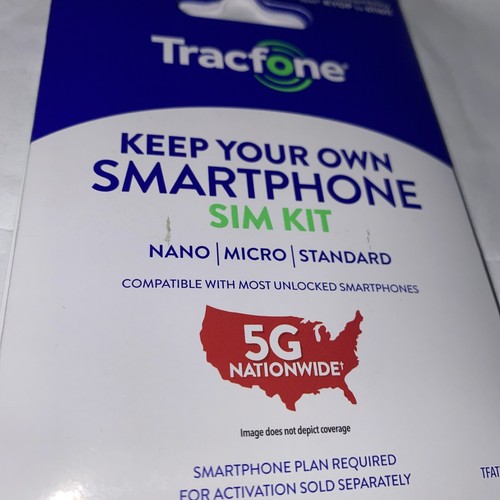 Tracfone
KEEP YOUR OWN
SMARTPHONE
SIM KIT
NANO | MICRO | STANDARD
COMPATIBLE WITH MOST UNLOCKED SMARTPHONES
5G
NATIONWIDE†
Image does not depict coverage
SMARTPHONE PLAN REQUIRED
FOR ACTIVATION SOLD SEPARATELY
TFAT